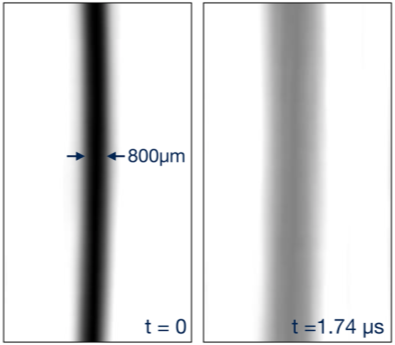 800µm
t = 0
t =1.74 µs